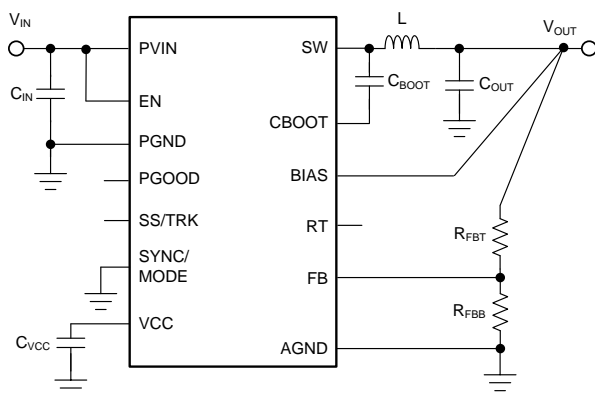 VIN
CIN
PVIN
EN
PGND
PGOOD
SS/TRK
SYNC/
MODE
VCC
CVCC
SW
CBOOT
BIAS
RT
FB
AGND
L
CBOOT
COUT
VOUT
RFBT
RFBB